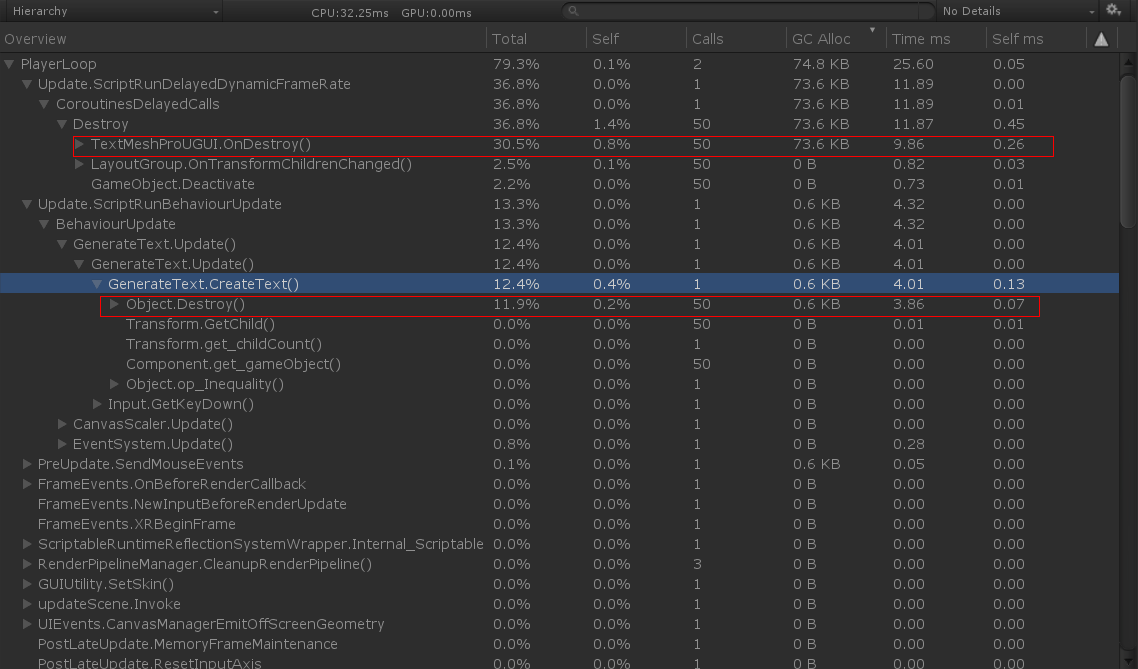 Hierarchy CPU:32.25ms GPU:0.00ms No Details
Overview Total Self Calls GC Alloc Time ms Self ms
PlayerLoop 79.3% 0.1% 2 74.8 KB 25.60 0.05
Update.ScriptRunDelayedDynamicFrameRate 36.8% 0.0% 1 73.6 KB 11.89 0.00
CoroutinesDelayedCalls 36.8% 0.0% 1 73.6 KB 11.89 0.01
Destroy 36.8% 1.4% 50 73.6 KB 11.87 0.45
TextMeshProUGUI.OnDestroy() 30.5% 0.8% 50 73.6 KB 9.86 0.26
LayoutGroup.OnTransformChildrenChanged() 2.5% 0.1% 50 0 B 0.82 0.03
GameObject.Deactivate 2.2% 0.0% 50 0 B 0.73 0.01
Update.ScriptRunBehaviourUpdate 13.3% 0.0% 1 0.6 KB 4.32 0.00
BehaviourUpdate 13.3% 0.0% 1 0.6 KB 4.32 0.00
GenerateText.Update() 12.4% 0.0% 1 0.6 KB 4.01 0.00
GenerateText.Update() 12.4% 0.0% 1 0.6 KB 4.01 0.00
GenerateText.CreateText() 12.4% 0.4% 1 0.6 KB 4.01 0.13
Object.Destroy() 11.9% 0.2% 50 0.6 KB 3.86 0.07
Transform.GetChild() 0.0% 0.0% 50 0 B 0.01 0.01
Transform.get_childCount() 0.0% 0.0% 1 0 B 0.00 0.00
Component.get_gameObject() 0.0% 0.0% 50 0 B 0.00 0.00
Object.op_Inequality() 0.0% 0.0% 1 0 B 0.00 0.00
Input.GetKeyDown() 0.0% 0.0% 1 0 B 0.00 0.00
CanvasScaler.Update() 0.0% 0.0% 1 0 B 0.00 0.00
EventSystem.Update() 0.8% 0.0% 1 0 B 0.28 0.00
PreUpdate.SendMouseEvents 0.1% 0.0% 1 0.6 KB 0.05 0.00
FrameEvents.OnBeforeRenderCallback 0.0% 0.0% 1 0 B 0.00 0.00
FrameEvents.NewInputBeforeRenderUpdate 0.0% 0.0% 1 0 B 0.00 0.00
FrameEvents.XRBeginFrame 0.0% 0.0% 1 0 B 0.00 0.00
ScriptableRuntimeReflectionSystemWrapper.Internal_Scriptable 0.0% 0.0% 1 0 B 0.00 0.00
RenderPipelineManager.CleanupRenderPipeline() 0.0% 0.0% 3 0 B 0.00 0.00
GUIUtility.SetSkin() 0.0% 0.0% 1 0 B 0.00 0.00
updateScene.Invoke 0.0% 0.0% 1 0 B 0.00 0.00
UIEvents.CanvasManagerEmitOffScreenGeometry 0.0% 0.0% 1 0 B 0.00 0.00
PostLateUpdate.MemoryFrameMaintenance 0.0% 0.0% 1 0 B 0.00 0.00
PostLateUpdate.ResetInputAxis 0.0% 0.0% 1 0 B 0.00 0.00